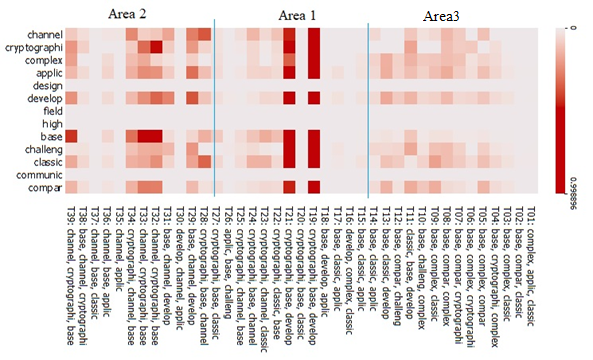 Area 2
Area 1
Area3
channel
cryptographi
complex
applic
design
develop
field
high
base
challeng
classic
communic
compar
0
0.998896
T39: channel, cryptographi, base
T38: base, channel, cryptographi
T37: channel, base, classic
T36: channel, base, applic
T35: channel, applic
T34: cryptographi, channel, base
T33: channel, cryptographi, base
T32: channel, cryptographi, base
T31: base, channel, develop
T30: develop, channel, applic
T29: base, channel, develop
T28: cryptographi, base, channel
T27: cryptographi, base, classic
T26: applic, base, challeng
T25: cryptographi, channel, base
T24: cryptographi, base, channel
T23: cryptographi, channel, classic
T22: cryptographi, classic, base
T21: cryptographi, base, develop
T20: cryptographi, base, classic
T19: cryptographi, base, develop
T18: base, develop, applic
T17: base, classic, applic
T16: develop, complex, classic
T15: base, classic, applic
T14: base, classic, applic
T13: base, classic, develop
T12: base, compar, challeng
T11: classic, base, develop
T10: base, challeng, complex
T09: base, complex, classic
T08: base, compar, complex
T07: base, compar, cryptographi
T06: base, complex, cryptographi
T05: base, complex, compar
T04: base, cryptographi, complex
T03: base, complex, classic
T02: base, compar, classic
T01: complex, applic, classic